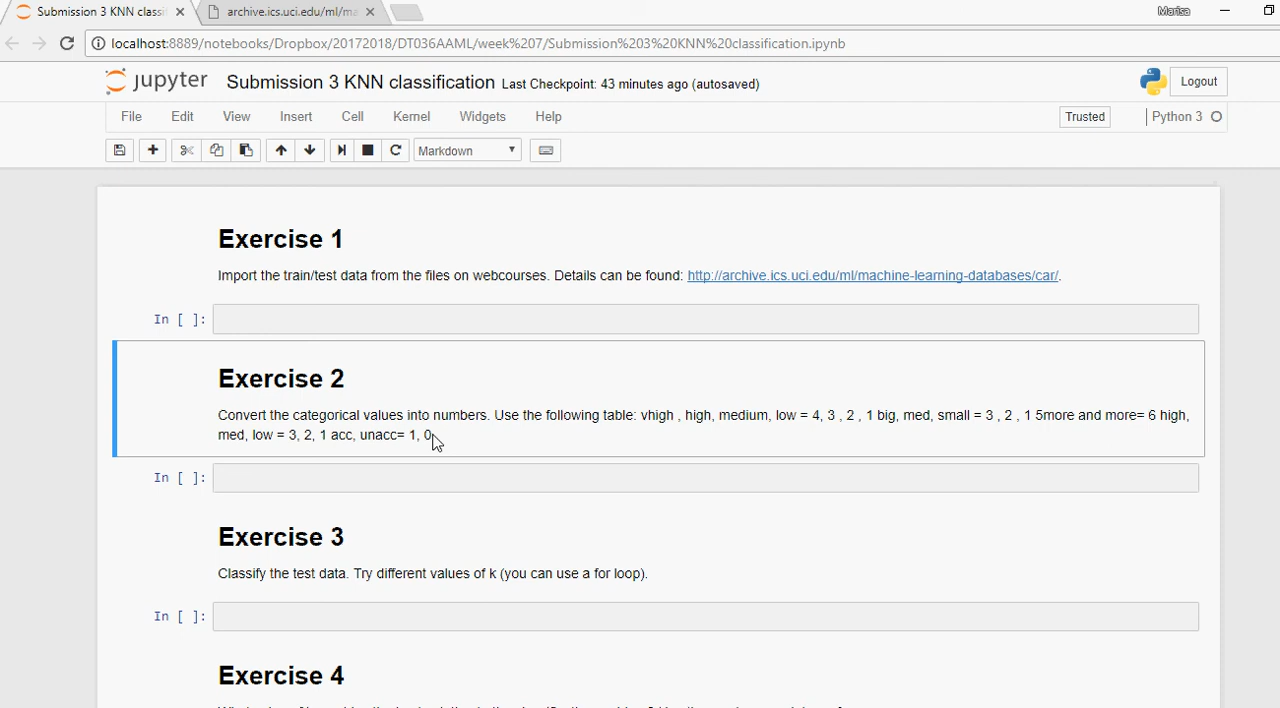 Submission 3 KNN classi
archive.ics.uci.edu/ml/ma
Marisa
localhost:8889/notebooks/Dropbox/20172018/DT036AAML/week%207/Submission%203%20KNN%20classification.ipynb
jupyter Submission 3 KNN classification Last Checkpoint: 43 minutes ago (autosaved)
Logout
File Edit View Insert Cell Kernel Widgets Help
Trusted
Python 3
Markdown
Exercise 1
Import the train/test data from the files on webcourses. Details can be found: http://archive.ics.uci.edu/ml/machine-learning-databases/car/.
In [ ]:
Exercise 2
Convert the categorical values into numbers. Use the following table: vhigh , high, medium, low = 4, 3 , 2 , 1 big, med, small = 3 , 2 , 1 5more and more= 6 high,
med, low = 3, 2, 1 acc, unacc= 1, 0
In [ ]:
Exercise 3
Classify the test data. Try different values of k (you can use a for loop).
In [ ]:
Exercise 4